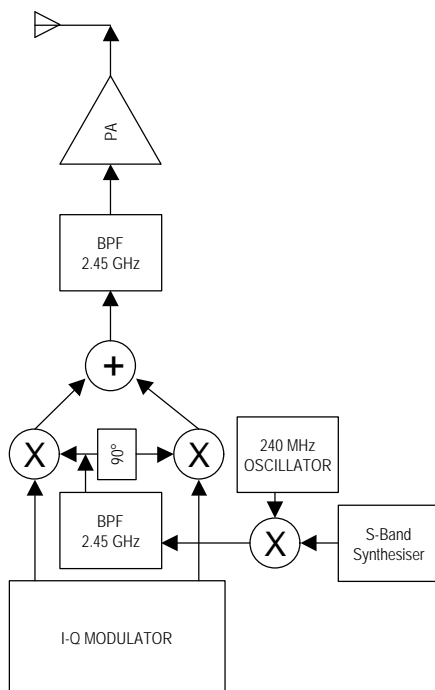 PA
BPF
2.45 GHz
+
X
90°
X
240 MHz
OSCILLATOR
BPF
2.45 GHz
X
S-Band
Synthesiser
I-Q MODULATOR